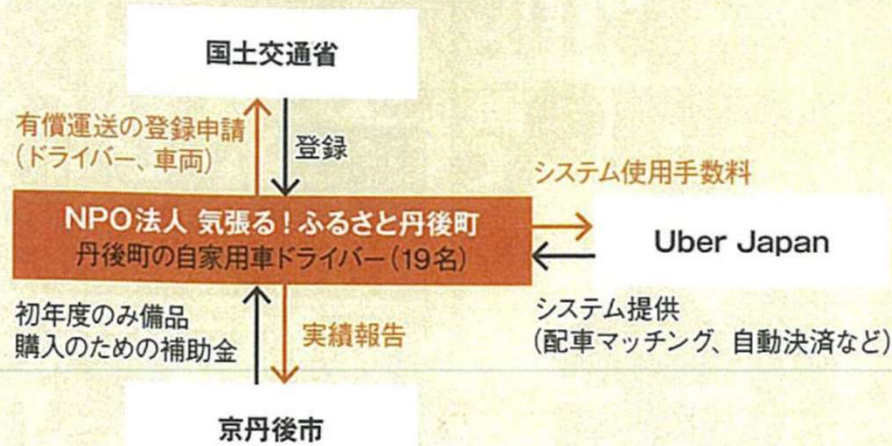 国土交通省
有償運送の登録申請
（ドライバー、車両）
登録
システム使用手数料
NPO法人 気張る！ふるさと丹後町
丹後町の自家用車ドライバー（19名）
Uber Japan
初年度のみ備品
購入のための補助金
実績報告
システム提供
（配車マッチング、自動決済など）
京丹後市